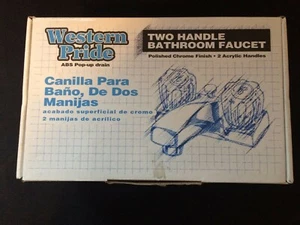 Western
Pride
ABS Pop-up drain
TWO HANDLE
BATHROOM FAUCET
Polished Chrome Finish • 2 Acrylic Handles
Canilla Para
Baño, De Dos
Manijas
acabado superficial de cromo
2 manijas de acrílico